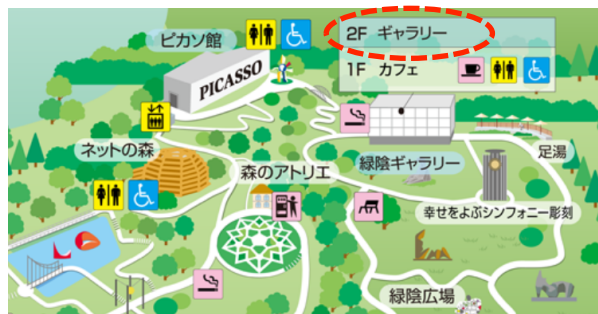 ピカソ館
2F ギャラリー
1F カフェ
PICASSO
ネットの森
森のアトリエ
緑陰ギャラリー
足湯
幸せをよぶシンフォニー彫刻
緑陰広場